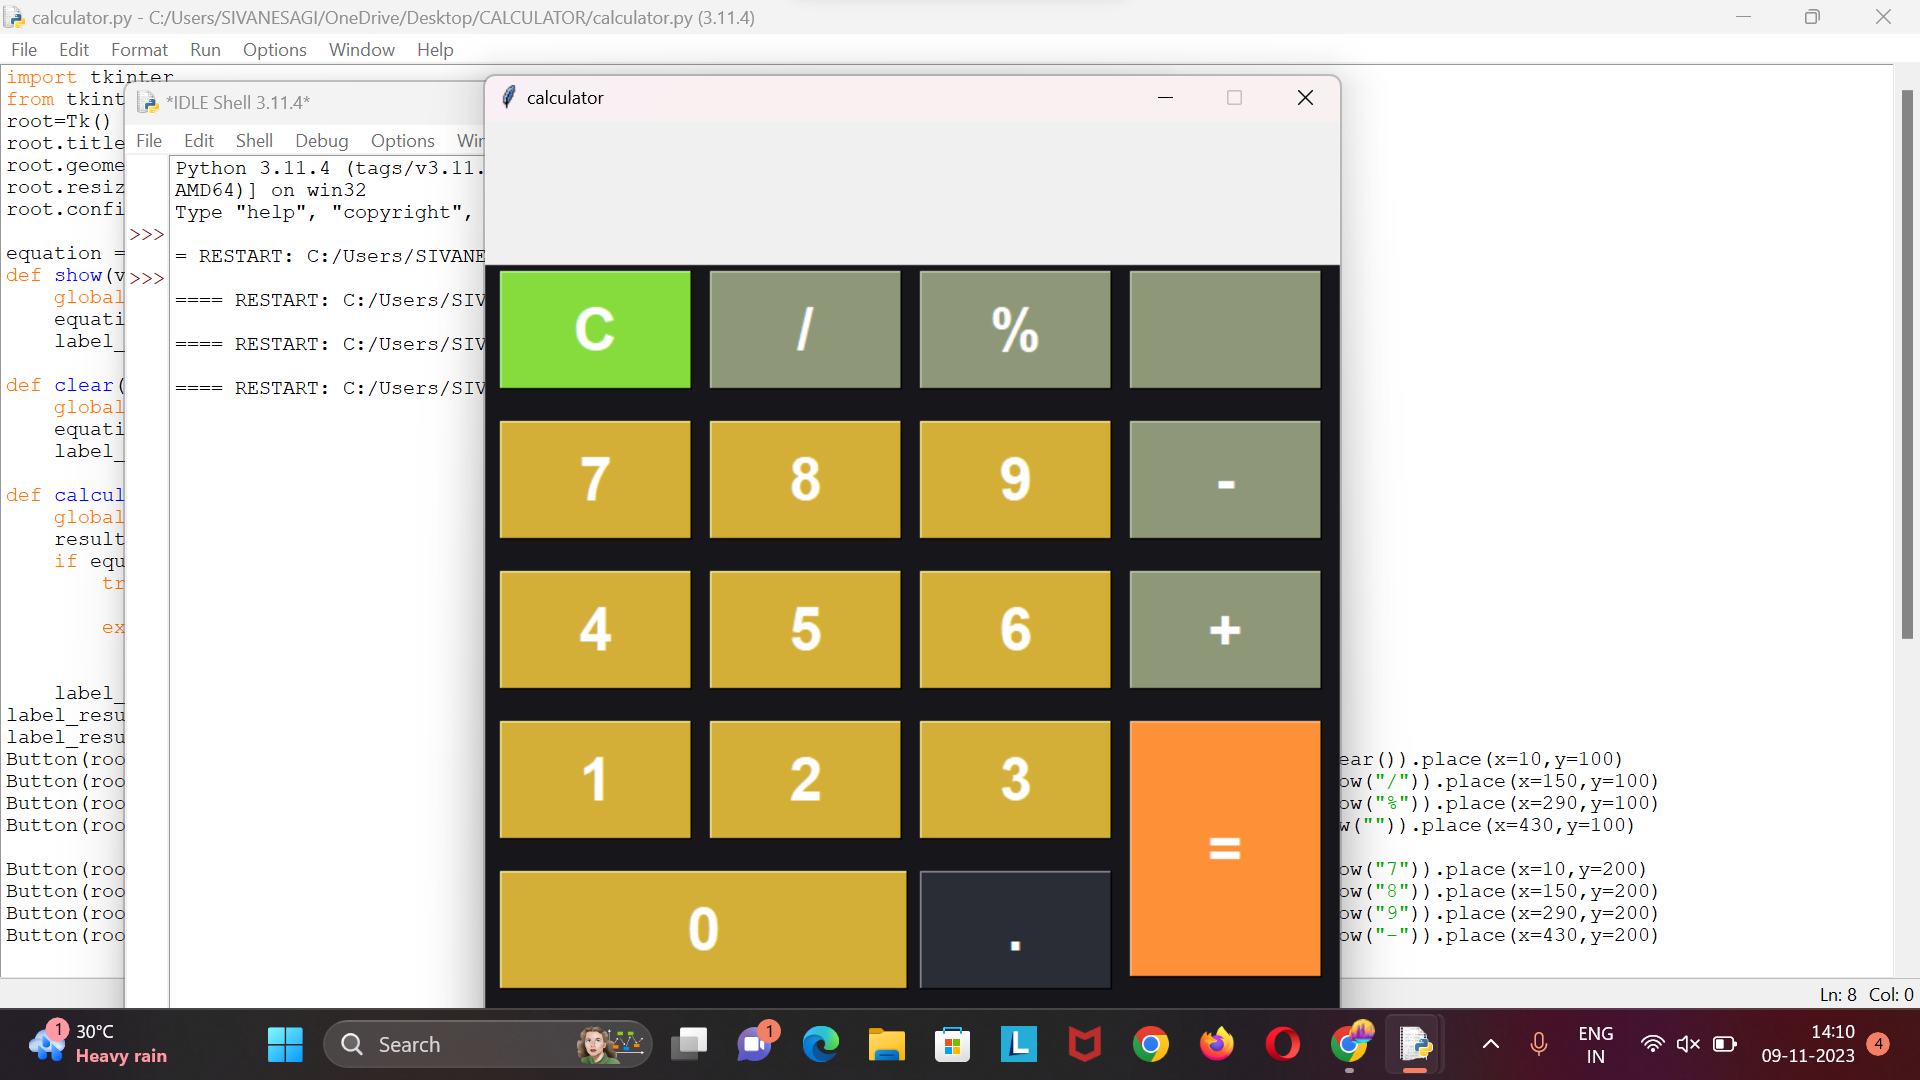 calculator.py - C:/Users/SIVANESAGI/OneDrive/Desktop/CALCULATOR/calculator.py (3.11.4)
File Edit Format Run Options Window Help
import tkinter
from tkint
root=Tk()
root.title
root.geome
root.resiz
root.confi
equation =
def show(v
global
equati
label_
def clear(
global
equati
label_
def calcul
global
result
if equ
tr
ex
label_
label_resu
label_resu
Button(roo
Button(roo
Button(roo
Button(roo
Button(roo
Button(roo
Button(roo
Button(roo
*IDLE Shell 3.11.4*
File Edit Shell Debug Options Win
Python 3.11.4 (tags/v3.11.
AMD64)] on win32
Type "help", "copyright",
>>>
= RESTART: C:/Users/SIVANE
>>>
==== RESTART: C:/Users/SIV
==== RESTART: C:/Users/SIV
==== RESTART: C:/Users/SIV
calculator
C / %
7 8 9 -
4 5 6 +
1 2 3
=
0 .
ear()).place(x=10,y=100)
ow("/")).place(x=150,y=100)
ow("%")).place(x=290,y=100)
w("")).place(x=430,y=100)
ow("7")).place(x=10,y=200)
ow("8")).place(x=150,y=200)
ow("9")).place(x=290,y=200)
ow("-")).place(x=430,y=200)
Ln: 8 Col: 0
1
30°C
Heavy rain
Search
1
L
ENG
IN
14:10
09-11-2023
4